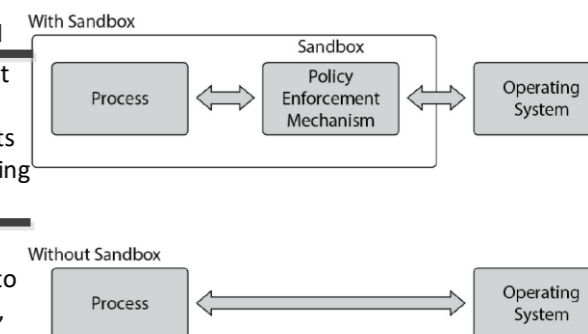 With Sandbox
Sandbox
Process
Policy
Enforcement
Mechanism
Operating
System
Without Sandbox
Process
Operating
System